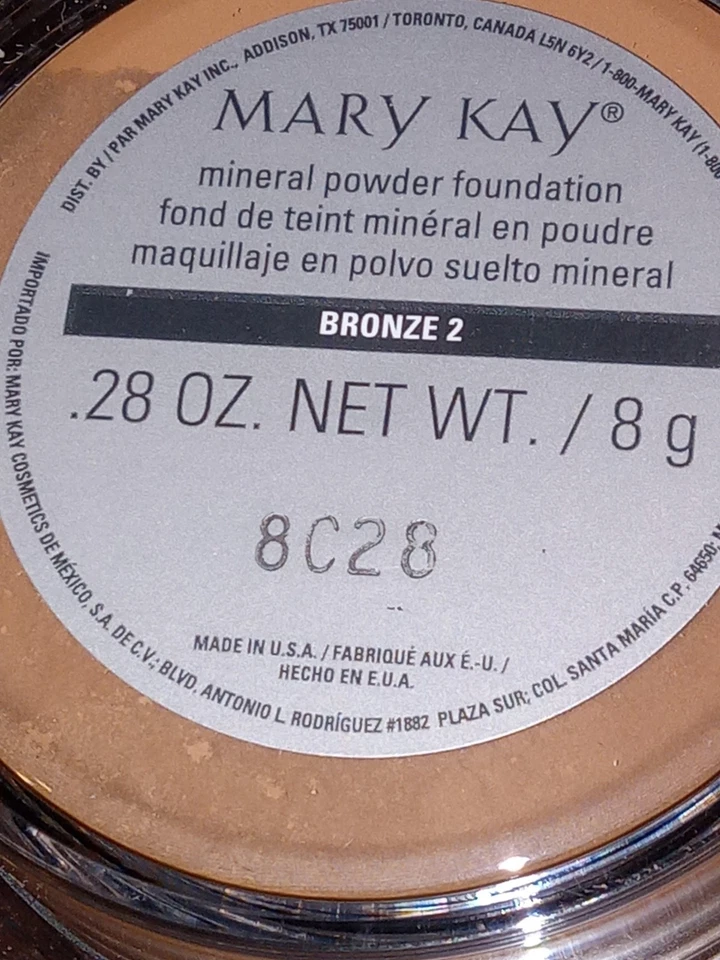 DIST. BY / PAR MARY KAY INC., ADDISON, TX 75001 / TORONTO, CANADA L5N 6Y2 / 1-800-MARY KAY (1-800
MARY KAY®
mineral powder foundation
fond de teint minéral en poudre
maquillaje en polvo suelto mineral
BRONZE 2
.28 OZ. NET WT. / 8 g
8C28
MADE IN U.S.A. / FABRIQUÉ AUX É.-U. /
HECHO EN E.U.A.
IMPORTADO POR: MARY KAY COSMETICS DE MÉXICO, S.A. DE C.V.; BLVD. ANTONIO L. RODRÍGUEZ #1882 PLAZA SUR; COL. SANTA MARÍA C.P. 64650;